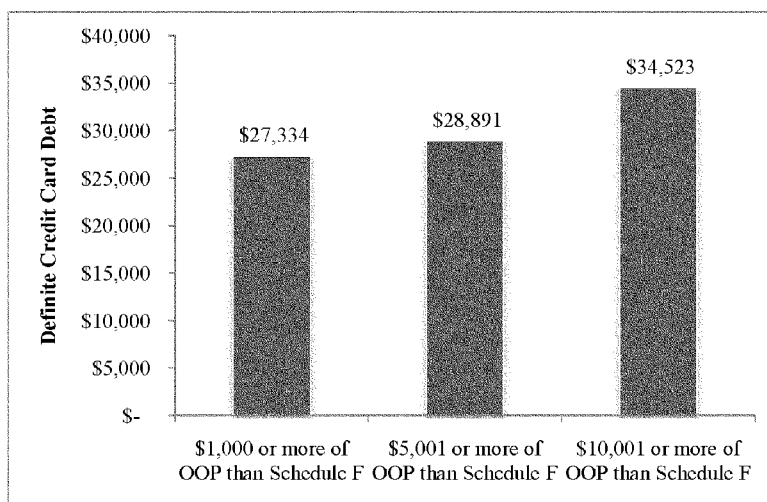 $40,000
$35,000
$30,000
$25,000
$20,000
$15,000
$10,000
$5,000
$-
Definite Credit Card Debt
$27,334
$28,891
$34,523
$1,000 or more of
OOP than Schedule F
$5,001 or more of
OOP than Schedule F
$10,001 or more of
OOP than Schedule F